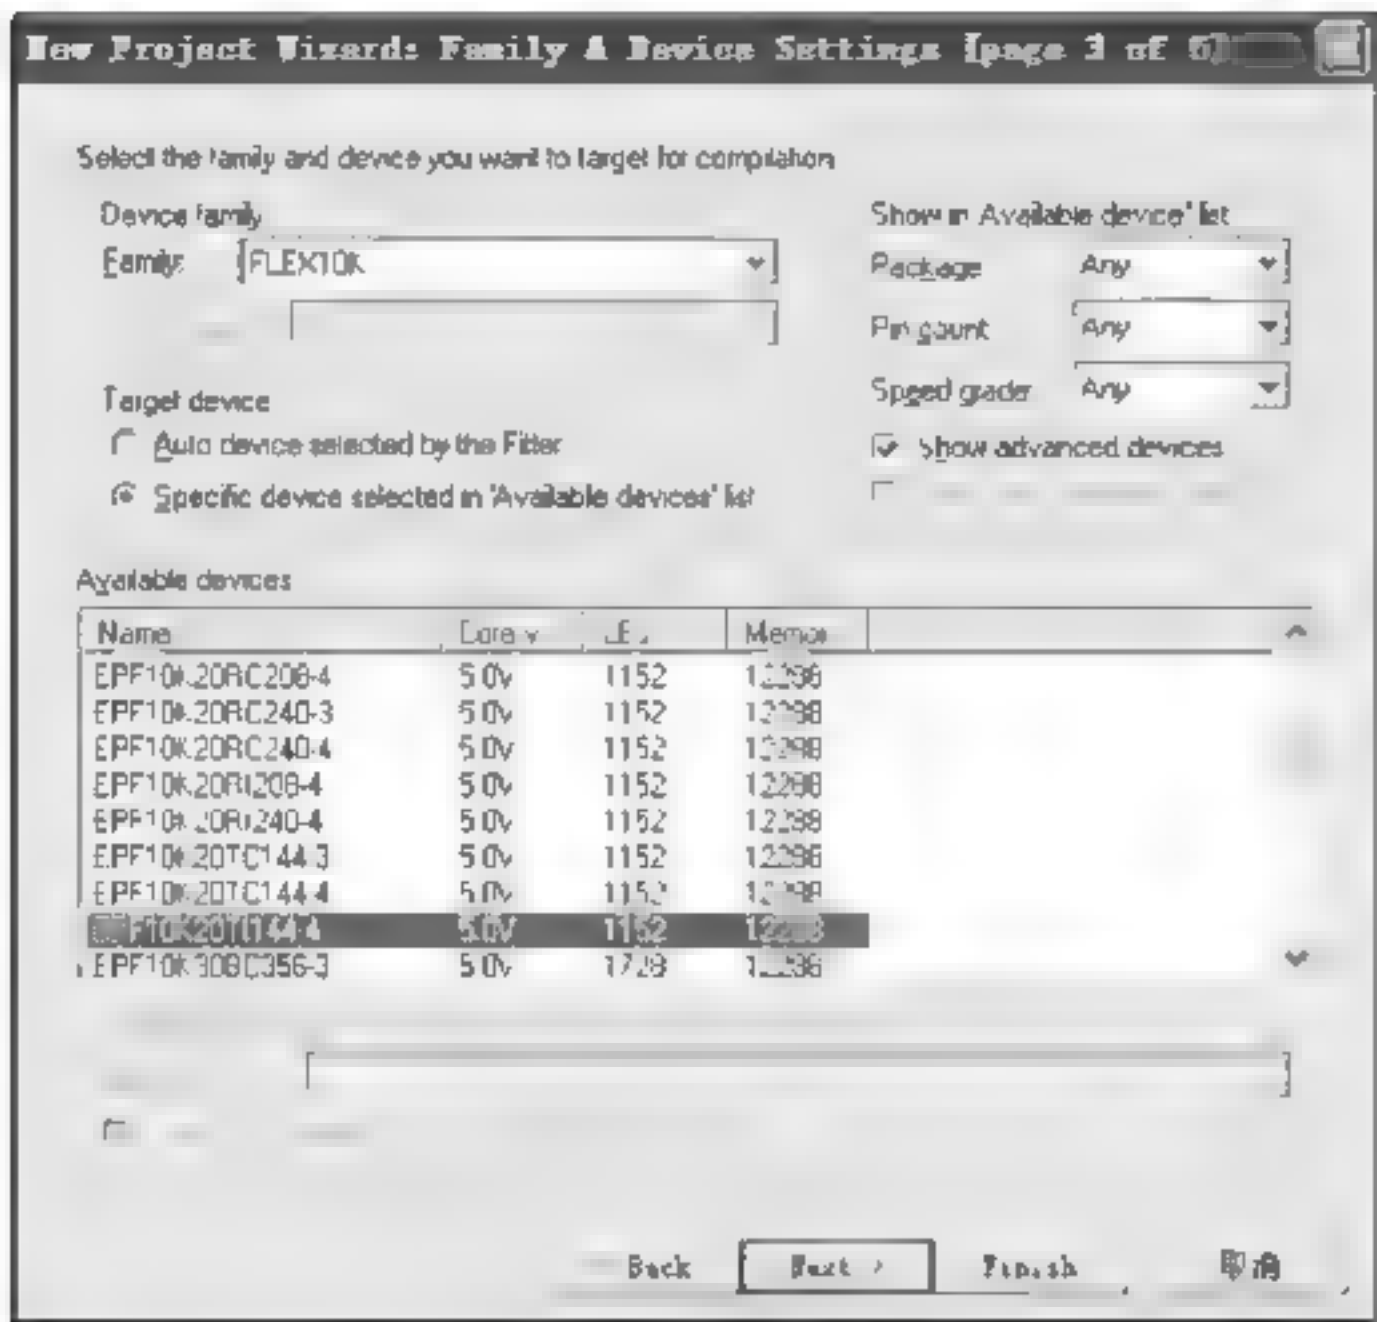 New Project Wizard: Family & Device Settings [page 3 of 5]
Select the family and device you want to target for compilation
Device family
Family: FLEX10K
Show in 'Available device' list
Package Any
Pin count Any
Speed grade Any
Show advanced devices
Target device
Auto device selected by the Fitter
Specific device selected in 'Available devices' list
Available devices
Name Core v LEs Memor
EPF10K20RC208-4 5.0V 1152 12288
EPF10K20RC240-3 5.0V 1152 12288
EPF10K20RC240-4 5.0V 1152 12288
EPF10K20RI208-4 5.0V 1152 12288
EPF10K20RI240-4 5.0V 1152 12288
EPF10K20TC144-3 5.0V 1152 12288
EPF10K20TC144-4 5.0V 1152 12288
EPF10K20TI144-4 5.0V 1152 12288
EPF10K30BC356-3 5.0V 1728 12288
Back Next > Finish 取消